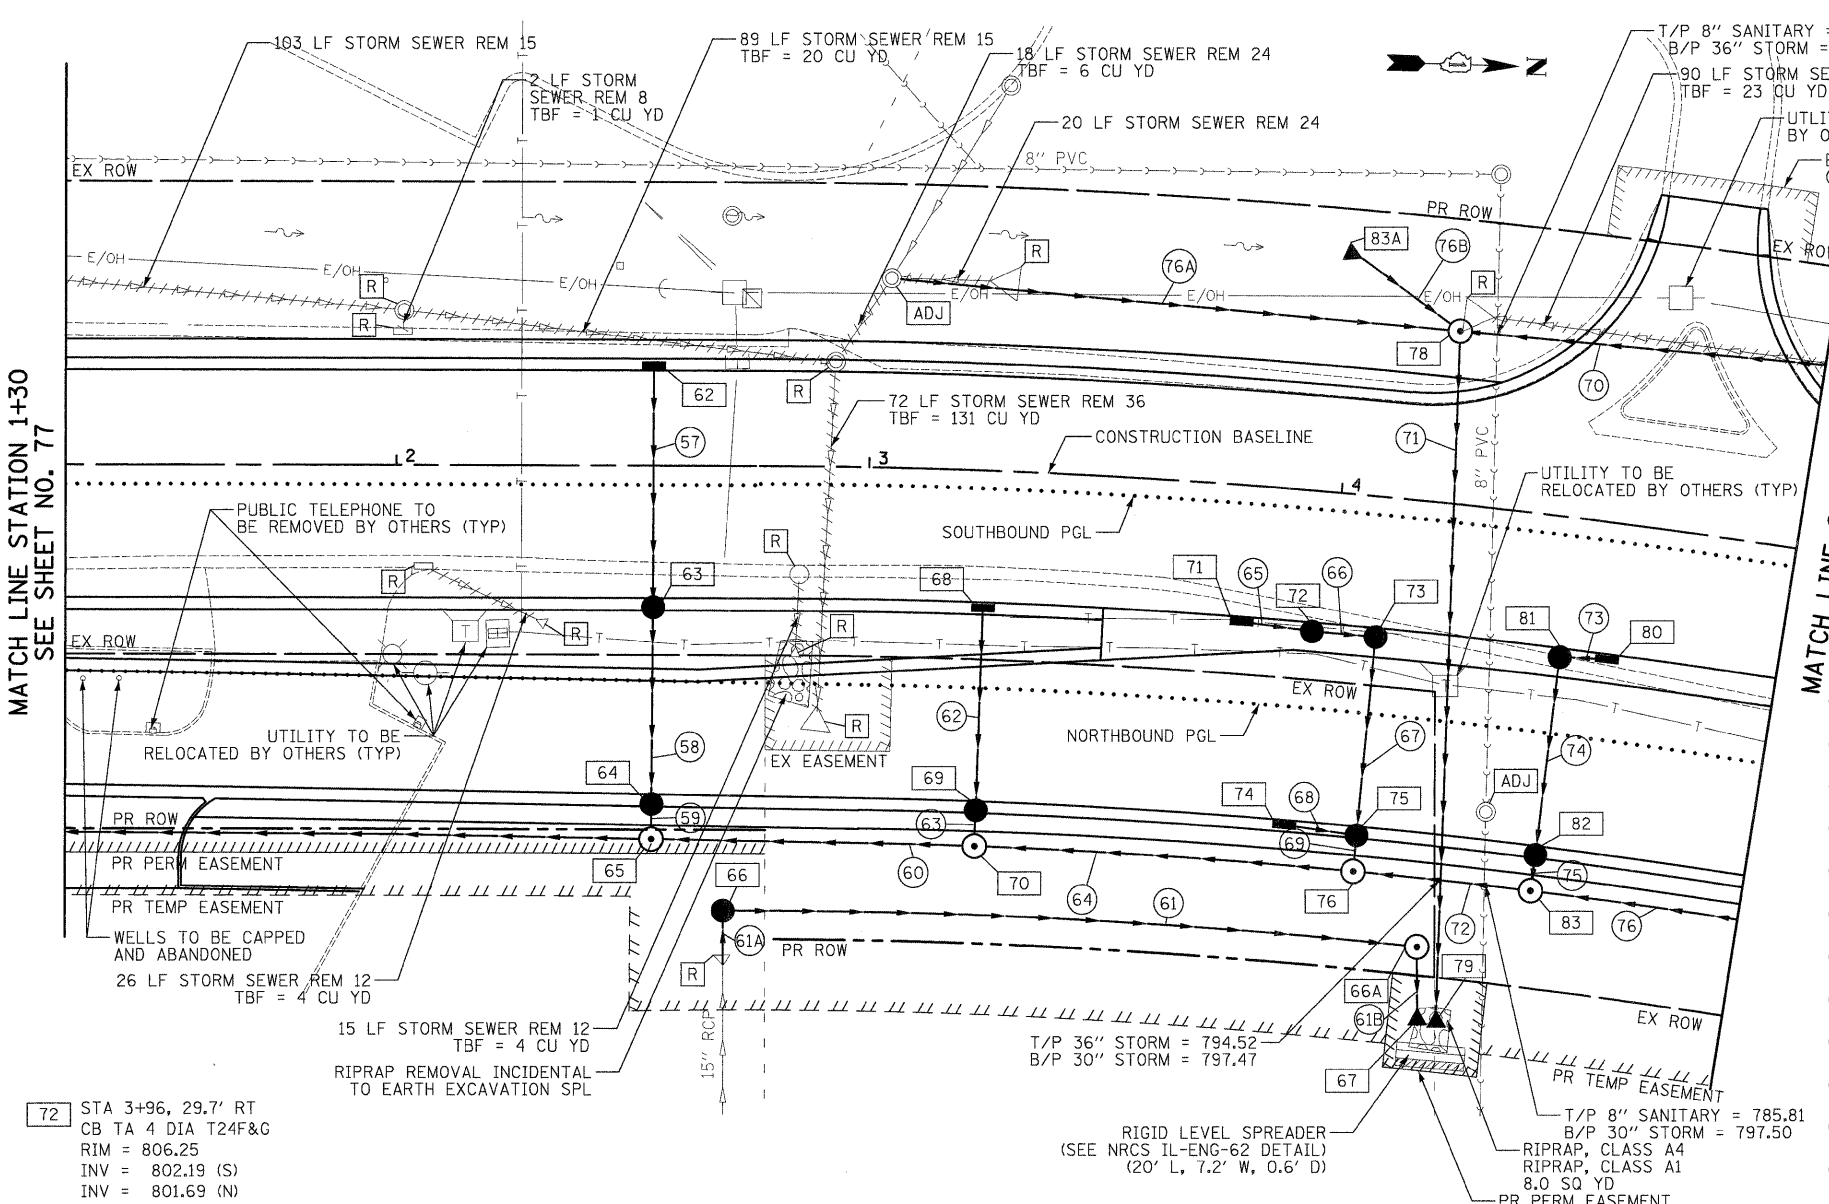 103 LF STORM SEWER REM 15
2 LF STORM
SEWER REM 8
TBF = 1 CU YD
89 LF STORM SEWER REM 15
TBF = 20 CU YD
18 LF STORM SEWER REM 24
TBF = 6 CU YD
20 LF STORM SEWER REM 24
N
T/P 8" SANITARY =
B/P 36" STORM =
90 LF STORM SE
TBF = 23 CU YD
UTLI
BY O
EX ROW
8" PVC
PR ROW
EX RO
E/OH
E/OH
E/OH
E/OH
E/OH
E/OH
R
R
R
R
R
ADJ
83A
76A
76B
78
70
62
57
71
72 LF STORM SEWER REM 36
TBF = 131 CU YD
CONSTRUCTION BASELINE
2
3
4
8" PVC
UTILITY TO BE
RELOCATED BY OTHERS (TYP)
MATCH LINE STATION 1+30
SEE SHEET NO. 77
MATCH LINE
PUBLIC TELEPHONE TO
BE REMOVED BY OTHERS (TYP)
SOUTHBOUND PGL
R
R
R
R
R
63
68
71
65
72
66
73
81
73
80
T
T
T
T
T
T
T
T
T
EX ROW
EX ROW
UTILITY TO BE
RELOCATED BY OTHERS (TYP)
58
62
67
74
NORTHBOUND PGL
EX EASEMENT
64
69
74
68
75
ADJ
82
PR ROW
59
63
69
75
PR PERM EASEMENT
65
60
70
64
61
76
72
83
76
PR TEMP EASEMENT
66
61A
R
PR ROW
WELLS TO BE CAPPED
AND ABANDONED
26 LF STORM SEWER REM 12
TBF = 4 CU YD
79
66A
61B
EX ROW
15 LF STORM SEWER REM 12
TBF = 4 CU YD
15" RCP
T/P 36" STORM = 794.52
B/P 30" STORM = 797.47
RIPRAP REMOVAL INCIDENTAL
TO EARTH EXCAVATION SPL
67
PR TEMP EASEMENT
72
STA 3+96, 29.7' RT
CB TA 4 DIA T24F&G
RIM = 806.25
INV = 802.19 (S)
INV = 801.69 (N)
RIGID LEVEL SPREADER
(SEE NRCS IL-ENG-62 DETAIL)
(20' L, 7.2' W, 0.6' D)
T/P 8" SANITARY = 785.81
B/P 30" STORM = 797.50
RIPRAP, CLASS A4
RIPRAP, CLASS A1
8.0 SQ YD
PR PERM EASEMENT